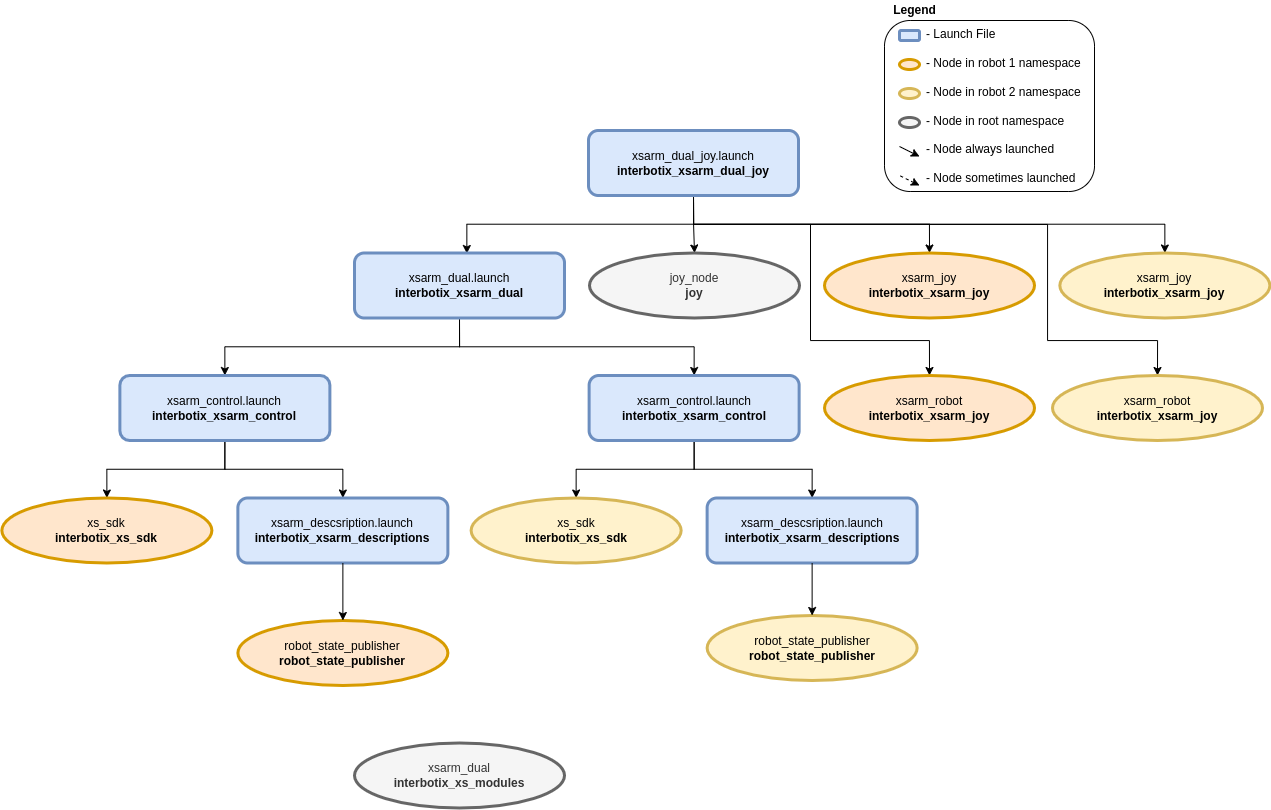 Legend
- Launch File
- Node in robot 1 namespace
- Node in robot 2 namespace
- Node in root namespace
- Node always launched
- Node sometimes launched
xsarm_dual_joy.launch
interbotix_xsarm_dual_joy
xsarm_dual.launch
interbotix_xsarm_dual
joy_node
joy
xsarm_joy
interbotix_xsarm_joy
xsarm_joy
interbotix_xsarm_joy
xsarm_control.launch
interbotix_xsarm_control
xsarm_control.launch
interbotix_xsarm_control
xsarm_robot
interbotix_xsarm_joy
xsarm_robot
interbotix_xsarm_joy
xs_sdk
interbotix_xs_sdk
xsarm_descsription.launch
interbotix_xsarm_descriptions
xs_sdk
interbotix_xs_sdk
xsarm_descsription.launch
interbotix_xsarm_descriptions
robot_state_publisher
robot_state_publisher
robot_state_publisher
robot_state_publisher
xsarm_dual
interbotix_xs_modules